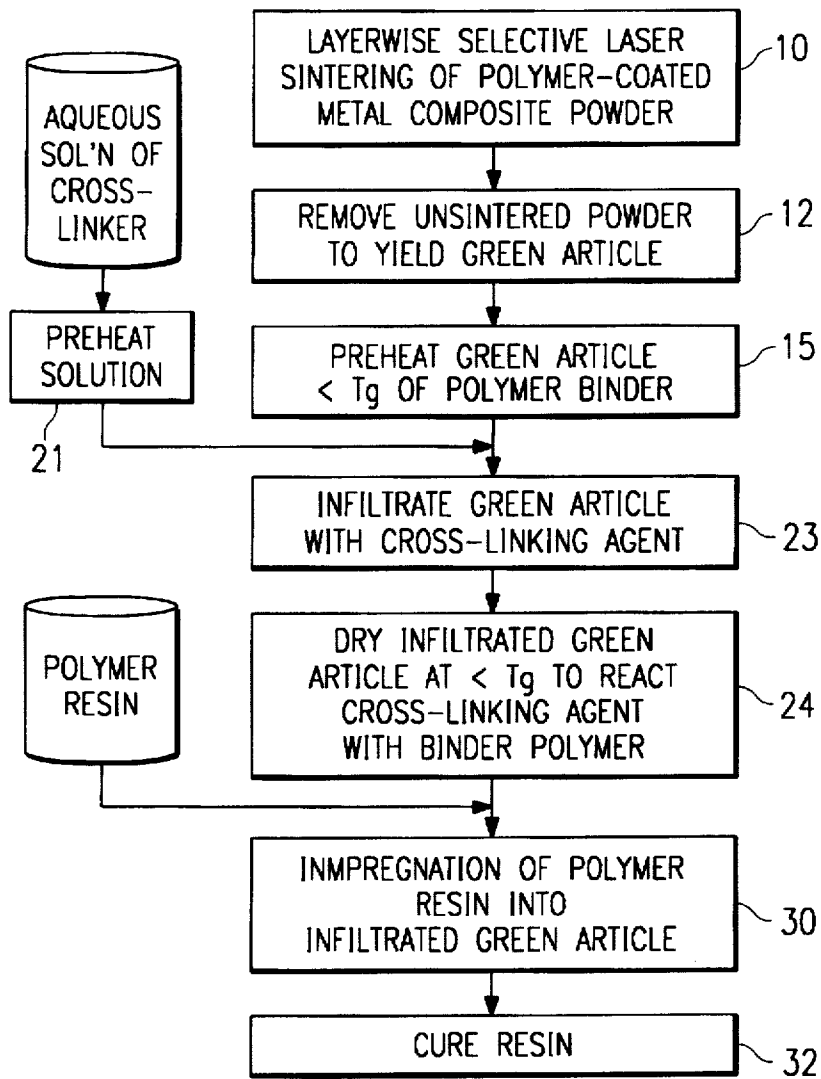 LAYERWISE SELECTIVE LASER
SINTERING OF POLYMER-COATED
METAL COMPOSITE POWDER
10
AQUEOUS
SOL'N OF
CROSS-
LINKER
REMOVE UNSINTERED POWDER
TO YIELD GREEN ARTICLE
12
PREHEAT
SOLUTION
21
PREHEAT GREEN ARTICLE
< Tg OF POLYMER BINDER
15
INFILTRATE GREEN ARTICLE
WITH CROSS-LINKING AGENT
23
POLYMER
RESIN
DRY INFILTRATED GREEN
ARTICLE AT < Tg TO REACT
CROSS-LINKING AGENT
WITH BINDER POLYMER
24
INMPREGNATION OF POLYMER
RESIN INTO
INFILTRATED GREEN ARTICLE
30
CURE RESIN
32